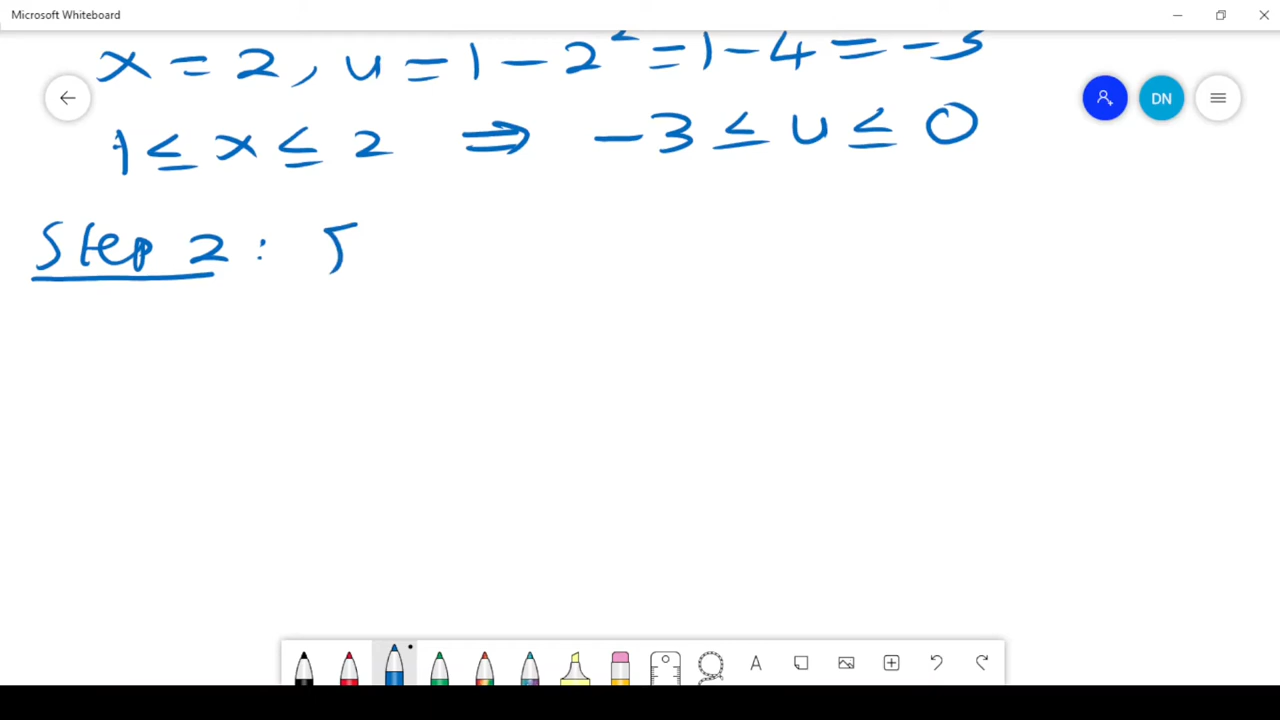 Microsoft Whiteboard
x = 2, u = 1 - 2² = 1 - 4 = -3
DN
1 ≤ x ≤ 2 ⇒ -3 ≤ u ≤ 0
Step 2 :
A